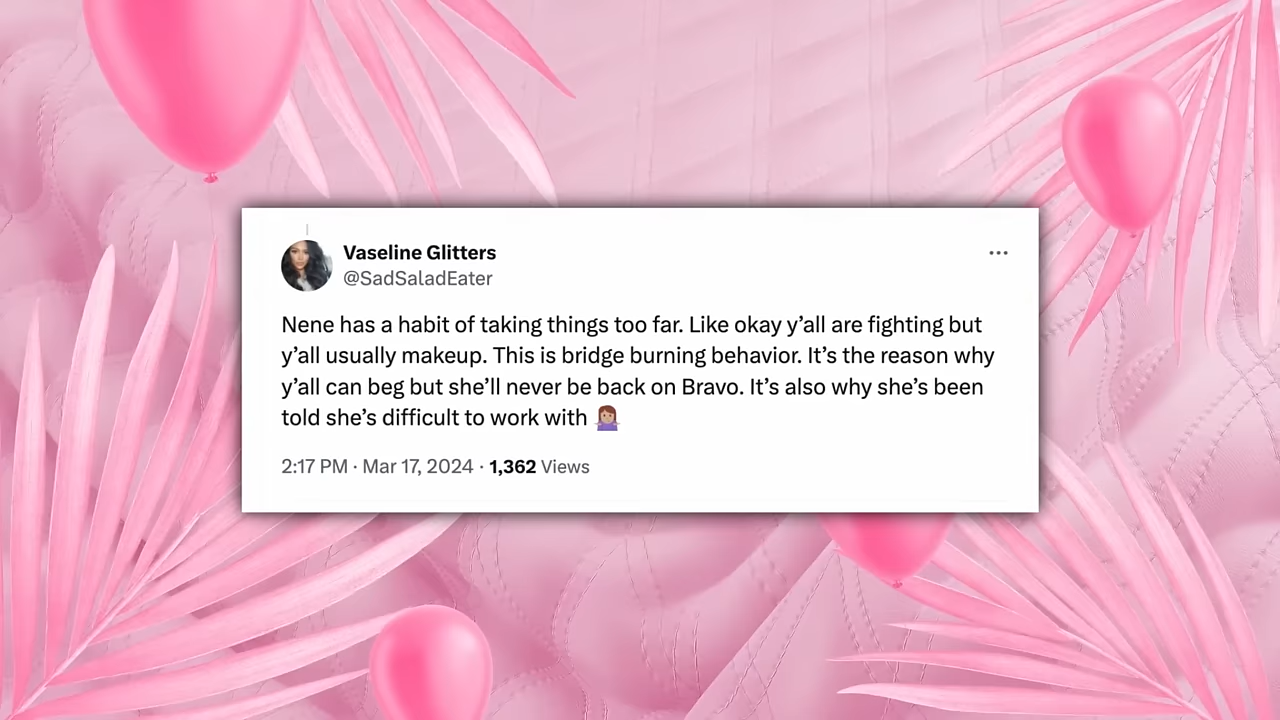 Vaseline Glitters
@SadSaladEater
Nene has a habit of taking things too far. Like okay y’all are fighting but
y’all usually makeup. This is bridge burning behavior. It’s the reason why
y’all can beg but she’ll never be back on Bravo. It’s also why she’s been
told she’s difficult to work with 🤷🏽‍♀️
2:17 PM · Mar 17, 2024 · 1,362 Views